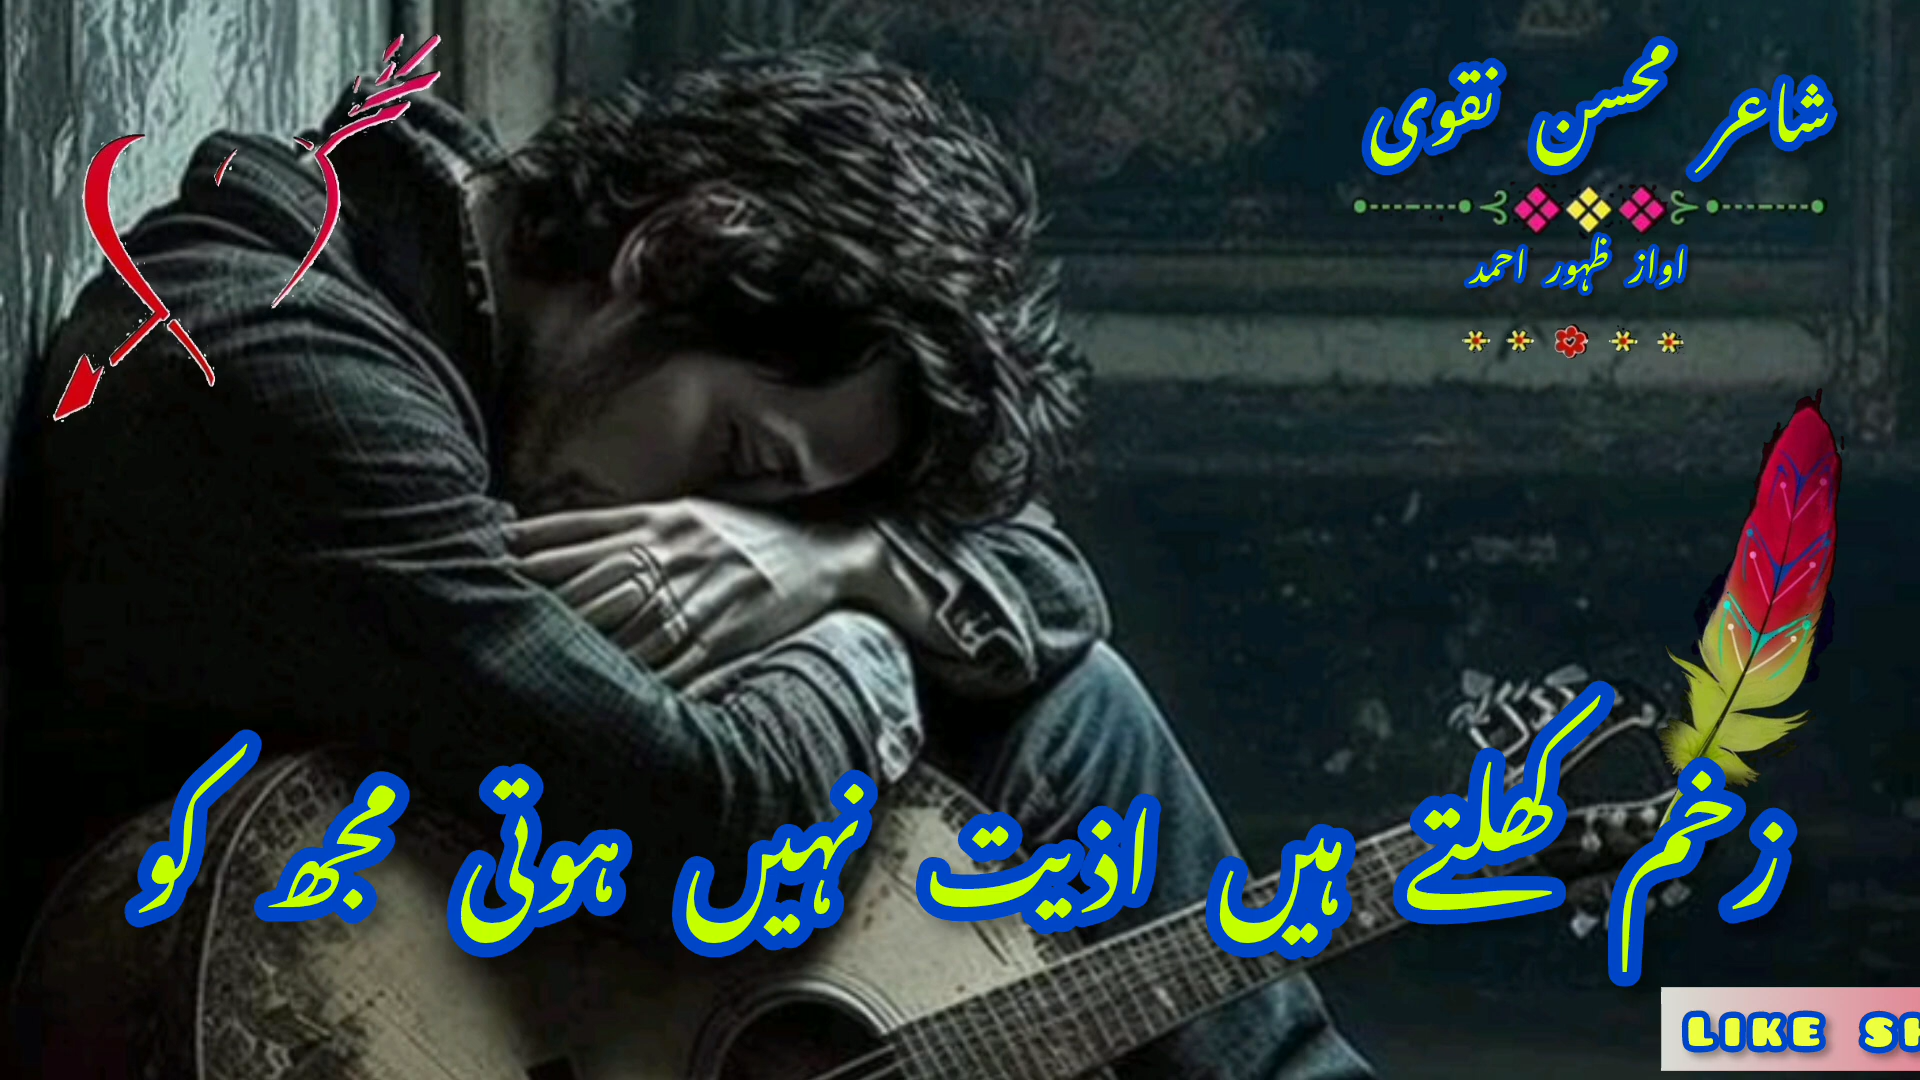 شاعر محسن نقوی
اواز ظہور احمد
زخم کھلتے ہیں اذیت نہیں ہوتی مجھ کو
LIKE SH